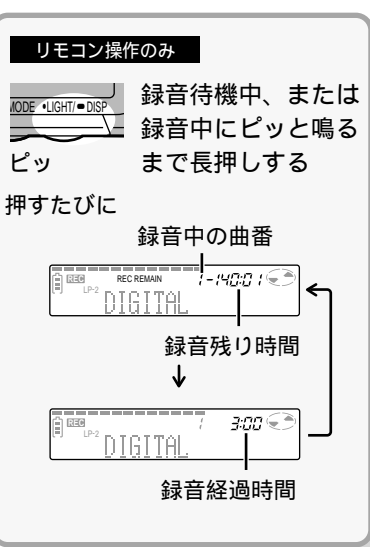 リモコン操作のみ
MODE •LIGHT/ DISP
録音待機中、または
録音中にピッと鳴る
まで長押しする
ピッ
押すたびに
録音中の曲番
REC REC REMAIN 1 -140:01
LP-2
DIGITAL
録音残り時間
REC 1 3:00
LP-2
DIGITAL
録音経過時間